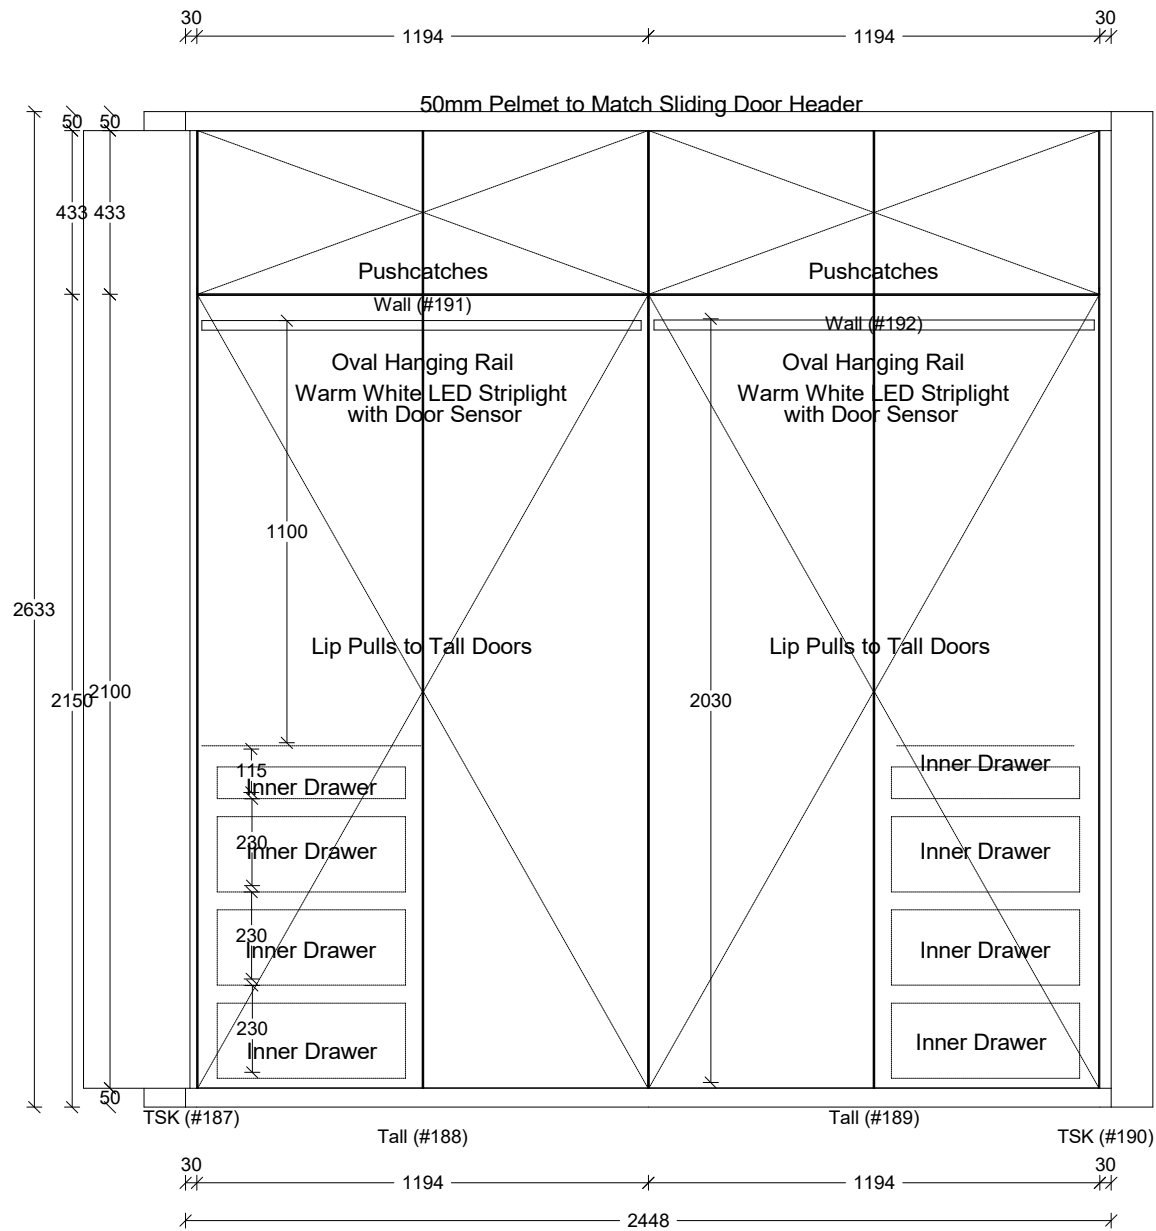 30
1194
1194
30
50mm Pelmet to Match Sliding Door Header
50
50
433
433
Pushcatches
Pushcatches
Wall (#191)
Wall (#192)
Oval Hanging Rail
Oval Hanging Rail
Warm White LED Striplight
with Door Sensor
Warm White LED Striplight
with Door Sensor
1100
2633
Lip Pulls to Tall Doors
Lip Pulls to Tall Doors
2150
2100
2030
115
Inner Drawer
Inner Drawer
230
Inner Drawer
Inner Drawer
230
Inner Drawer
Inner Drawer
230
Inner Drawer
Inner Drawer
50
TSK (#187)
Tall (#188)
Tall (#189)
TSK (#190)
30
1194
1194
30
2448